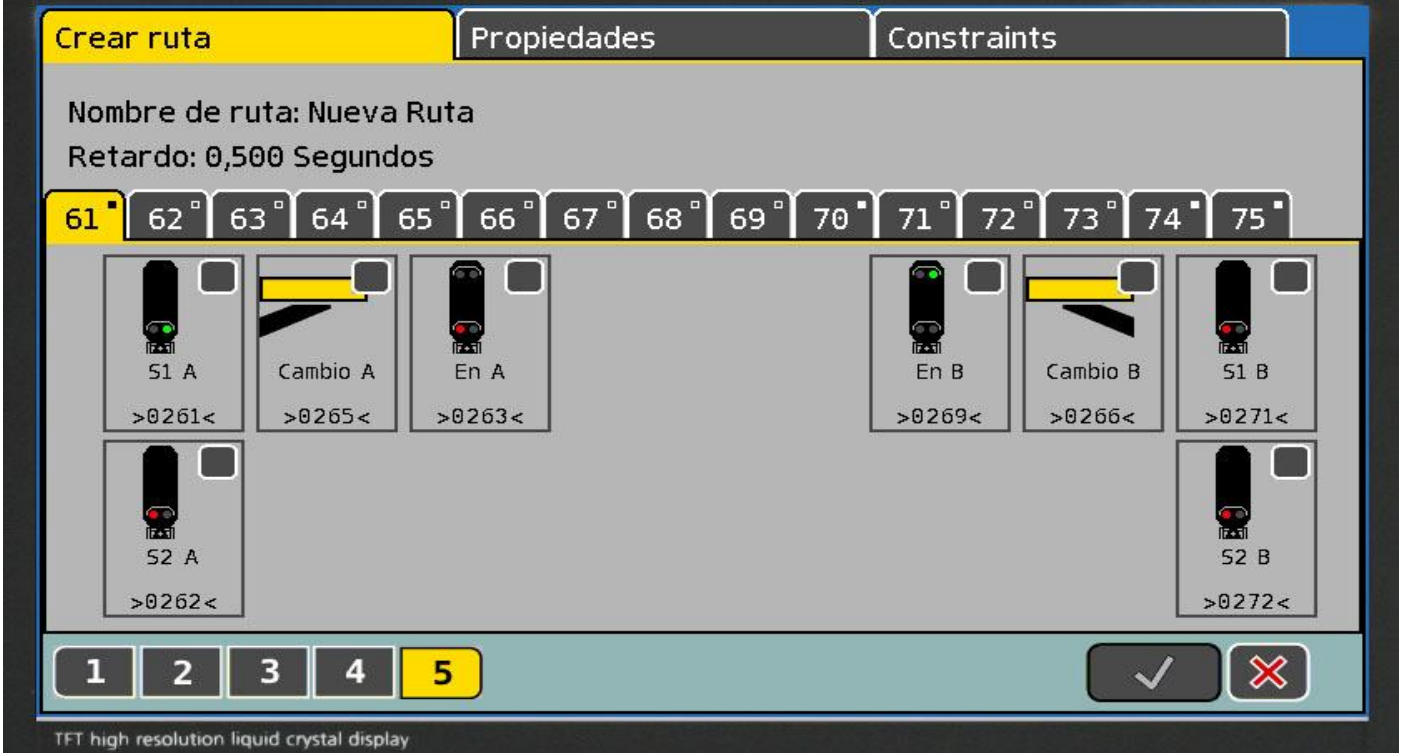 Crear ruta Propiedades Constraints
Nombre de ruta: Nueva Ruta
Retardo: 0,500 Segundos
61 62 63 64 65 66 67 68 69 70 71 72 73 74 75
S1 A Cambio A En A En B Cambio B S1 B
>0261< >0265< >0263< >0269< >0266< >0271<
S2 A S2 B
>0262< >0272<
1 2 3 4 5
TFT high resolution liquid crystal display